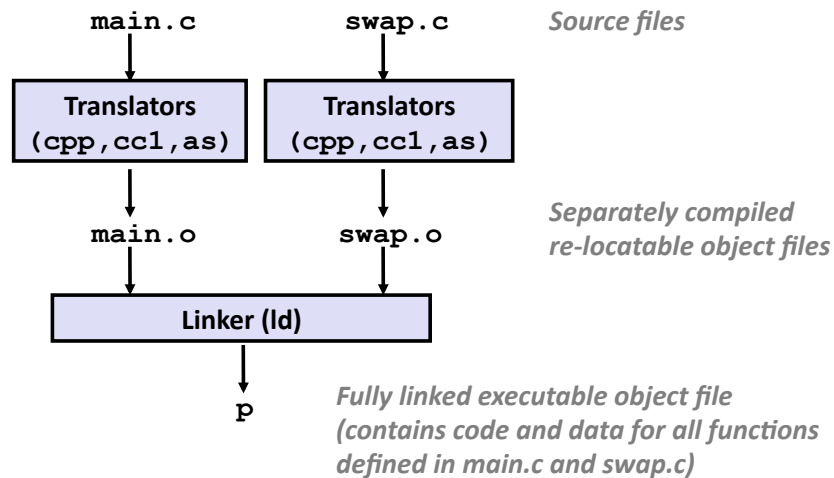 main.c
swap.c
Source files
Translators
(cpp,cc1,as)
Translators
(cpp,cc1,as)
main.o
swap.o
Separately compiled
re-locatable object files
Linker (ld)
p
Fully linked executable object file
(contains code and data for all functions
defined in main.c and swap.c)